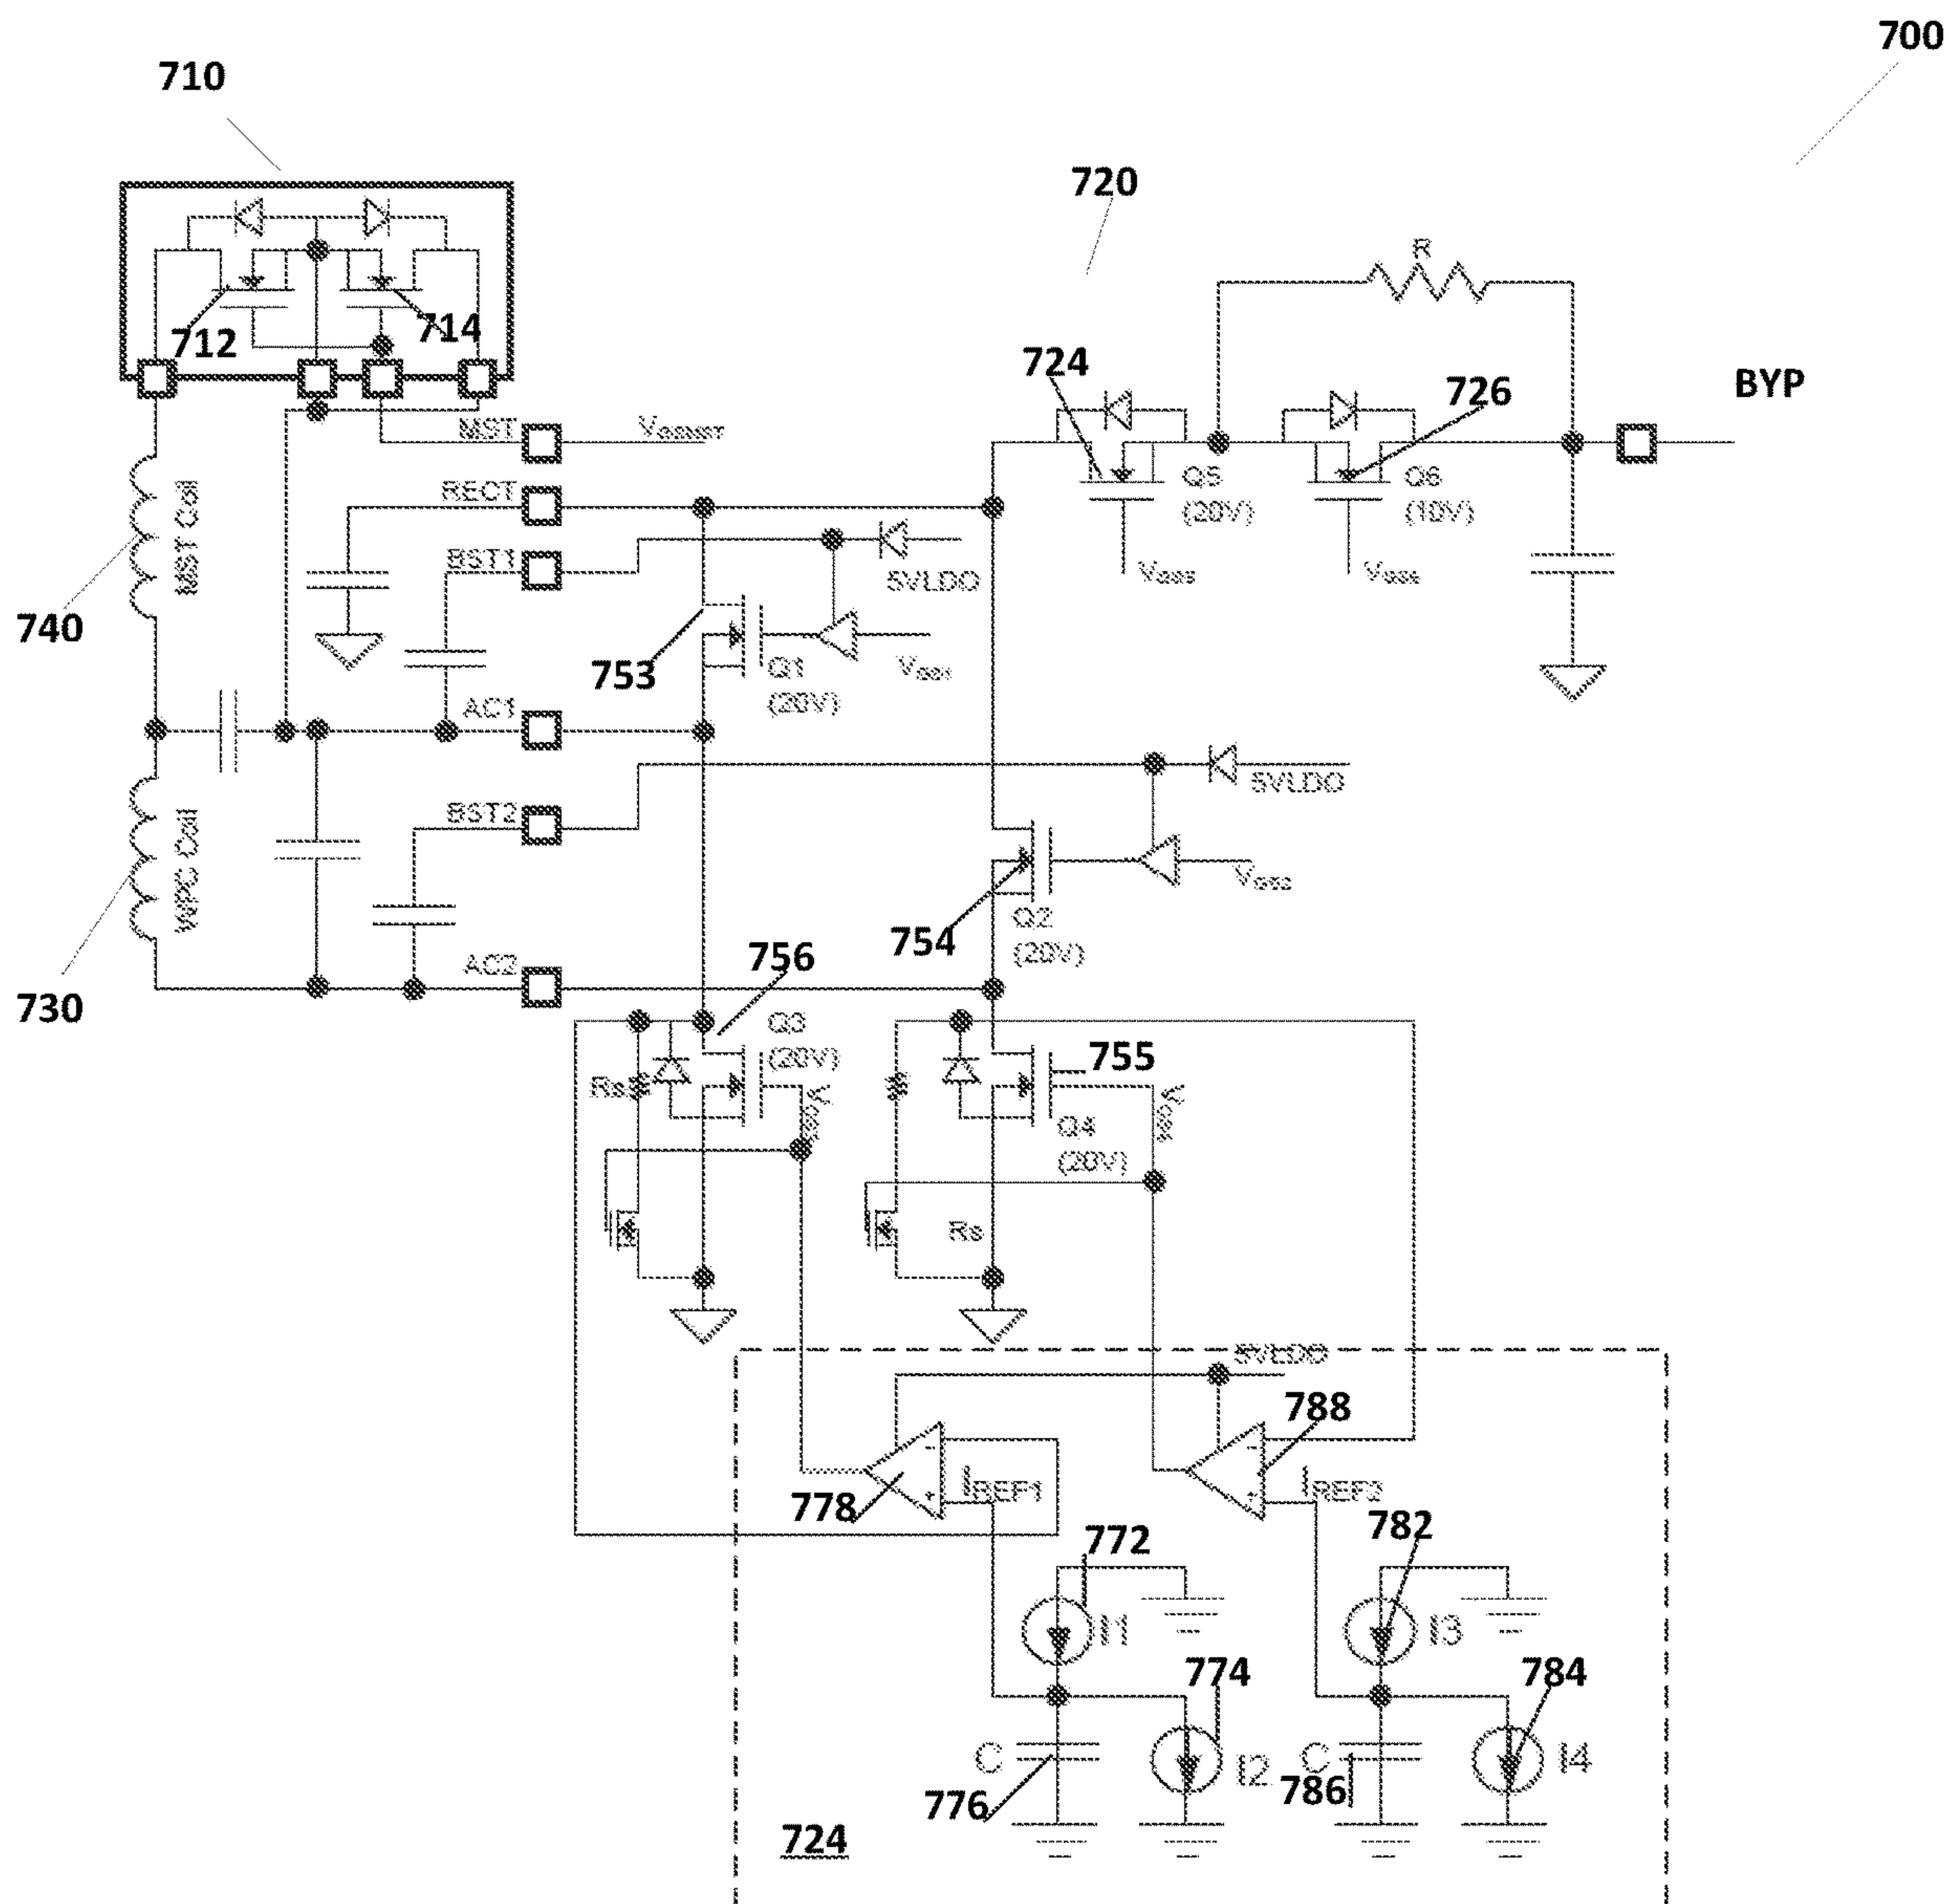 700
710
720
R
712
714
724
726
BYP
MST
Q5
(20V)
Q6
(10V)
RECT
MST Coil
BST1
5VLDO
740
753
Q1
(20V)
AC1
5VLDO
BST2
WPC Coil
754
Q2
(20V)
756
AC2
730
Q3
(20V)
755
Rs
Q4
(20V)
Rs
5VLDO
788
778
IREF1
IREF2
782
772
I1
I3
774
784
C
I2
C
I4
776
786
724